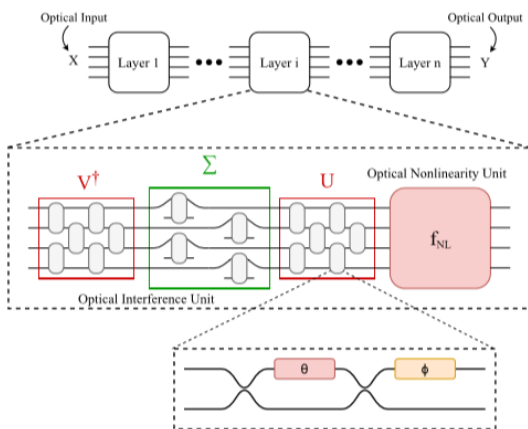 Optical Input
Optical Output
X
Layer 1
Layer i
Layer n
Y
V†
Σ
U
Optical Nonlinearity Unit
fNL
Optical Interference Unit
θ
ϕ